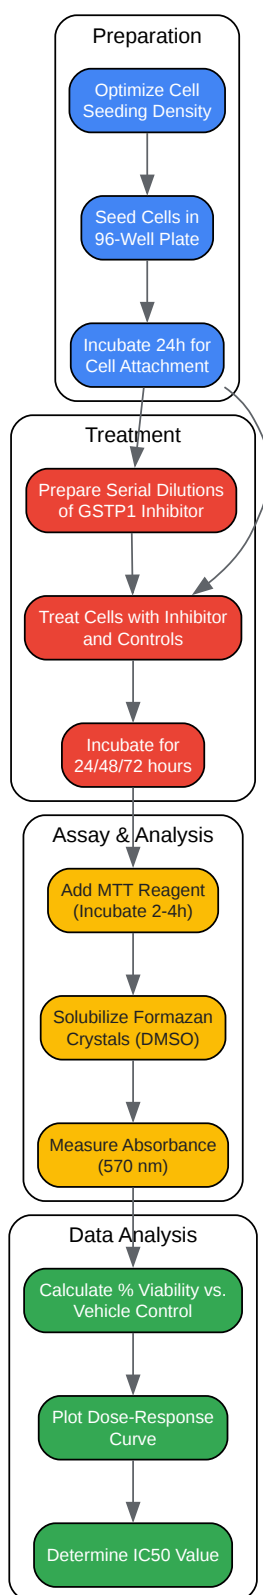 Preparation
Optimize Cell
Seeding Density
Seed Cells in
96-Well Plate
Incubate 24h for
Cell Attachment
Treatment
Prepare Serial Dilutions
of GSTP1 Inhibitor
Treat Cells with Inhibitor
and Controls
Incubate for
24/48/72 hours
Assay & Analysis
Add MTT Reagent
(Incubate 2-4h)
Solubilize Formazan
Crystals (DMSO)
Measure Absorbance
(570 nm)
Data Analysis
Calculate % Viability vs.
Vehicle Control
Plot Dose-Response
Curve
Determine IC50 Value